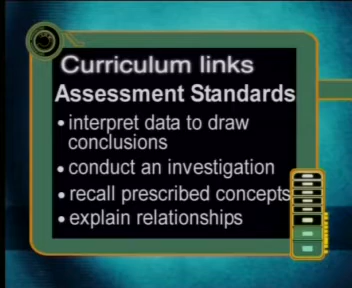 Curriculum links
Assessment Standards
• interpret data to draw
conclusions
• conduct an investigation
• recall prescribed concepts
• explain relationships